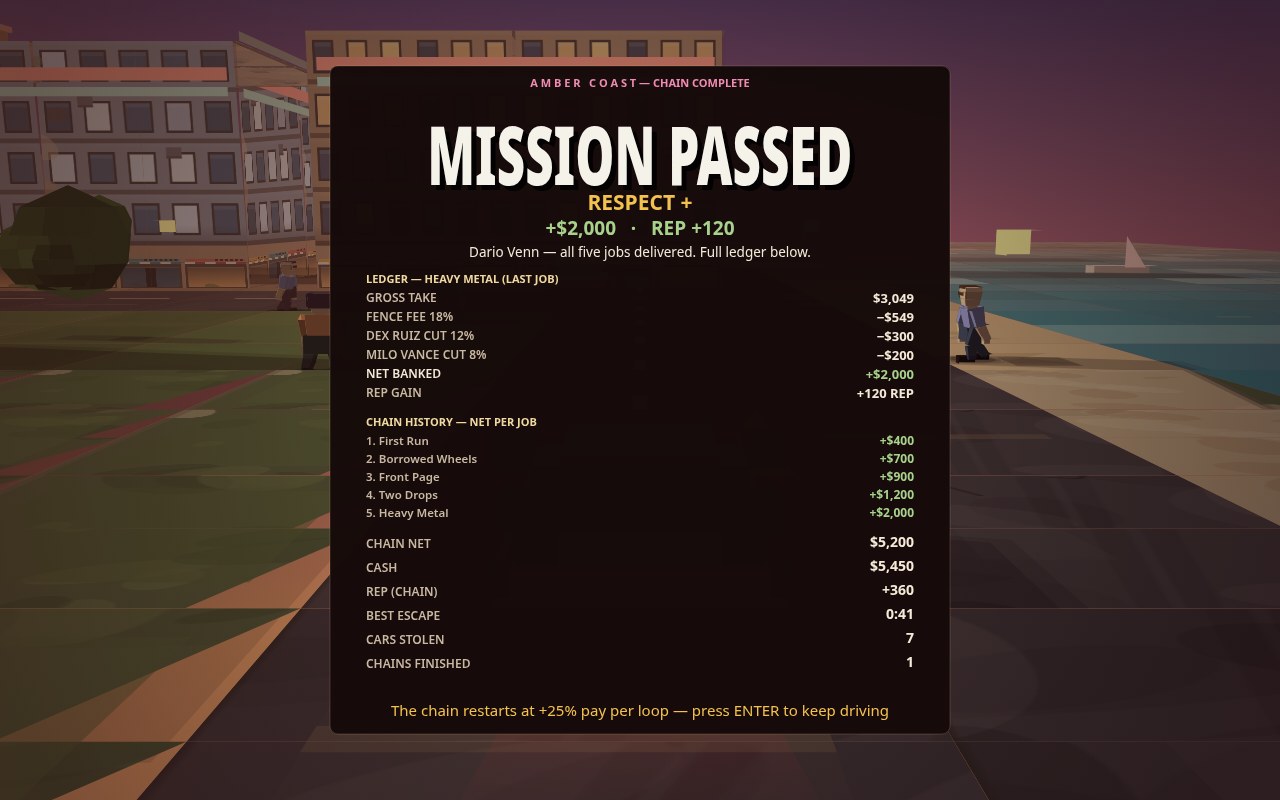 AMBER COAST — CHAIN COMPLETE
MISSION PASSED
RESPECT +
+$2,000 · REP +120
Dario Venn — all five jobs delivered. Full ledger below.
LEDGER — HEAVY METAL (LAST JOB)
GROSS TAKE $3,049
FENCE FEE 18% −$549
DEX RUIZ CUT 12% −$300
MILO VANCE CUT 8% −$200
NET BANKED +$2,000
REP GAIN +120 REP
CHAIN HISTORY — NET PER JOB
1. First Run +$400
2. Borrowed Wheels +$700
3. Front Page +$900
4. Two Drops +$1,200
5. Heavy Metal +$2,000
CHAIN NET $5,200
CASH $5,450
REP (CHAIN) +360
BEST ESCAPE 0:41
CARS STOLEN 7
CHAINS FINISHED 1
The chain restarts at +25% pay per loop — press ENTER to keep driving